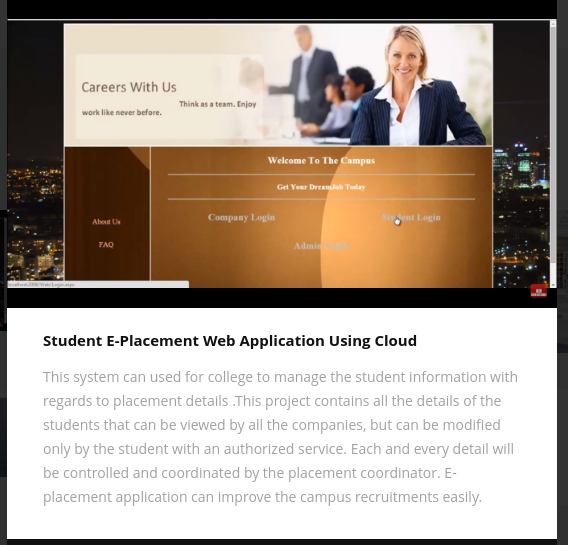 Careers With Us
Think as a team. Enjoy
work like never before.
Welcome To The Campus
Get Your DreamJob Today
Company Login
Student Login
About Us
FAQ
Admin Login
Student E-Placement Web Application Using Cloud
This system can used for college to manage the student information with
regards to placement details .This project contains all the details of the
students that can be viewed by all the companies, but can be modified
only by the student with an authorized service. Each and every detail will
be controlled and coordinated by the placement coordinator. E-
placement application can improve the campus recruitments easily.